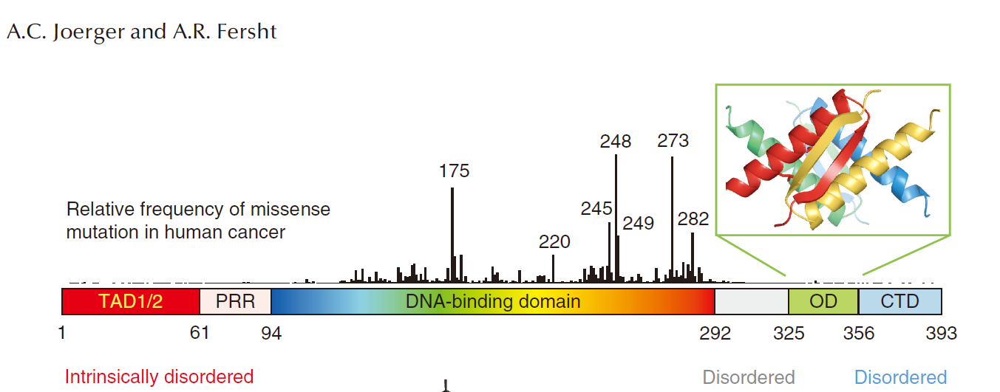 A.C. Joerger and A.R. Fersht
248 273
175
245
Relative frequency of missense
249 282
mutation in human cancer
220
TAD1/2 PRR DNA-binding domain OD CTD
1 61 94 292 325 356 393
Intrinsically disordered Disordered Disordered